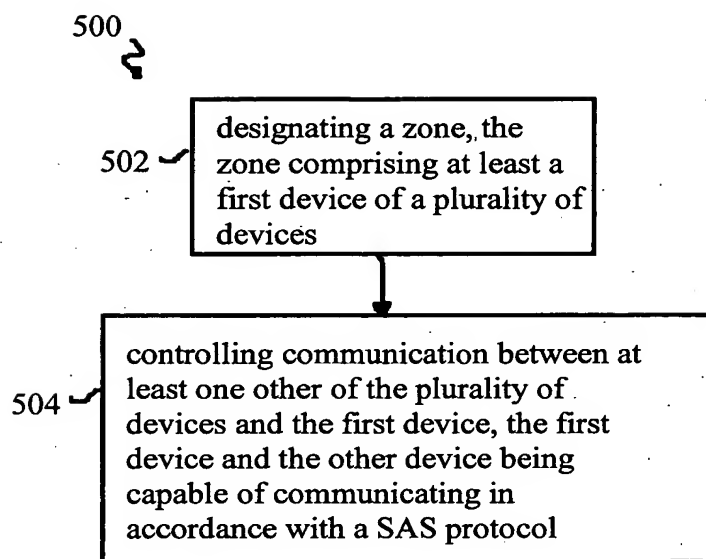 500
502
designating a zone, the
zone comprising at least a
first device of a plurality of
devices
504
controlling communication between at
least one other of the plurality of
devices and the first device, the first
device and the other device being
capable of communicating in
accordance with a SAS protocol